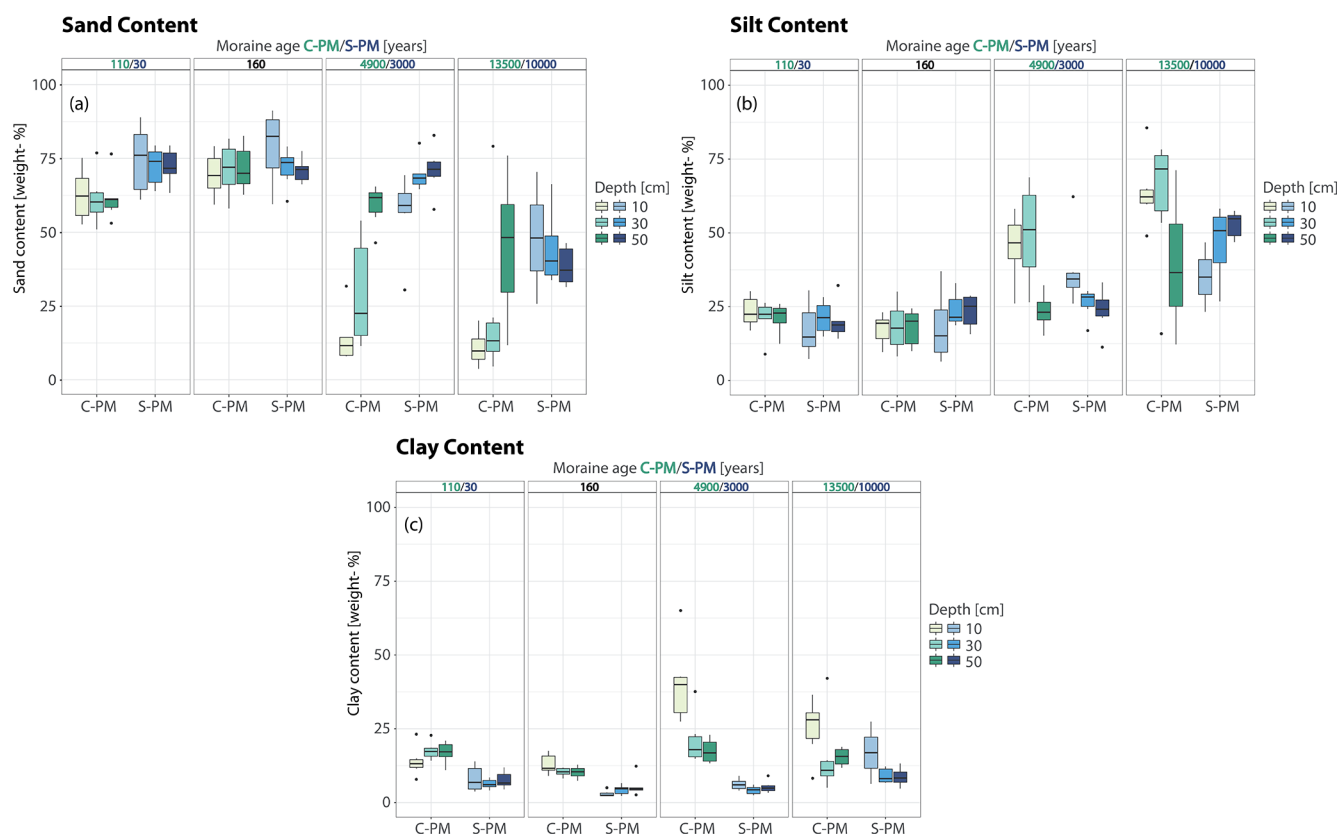 Sand Content
Moraine age C-PM/S-PM [years]
110/30 160 4900/3000 13500/10000
(a)
Sand content [weight- %]
100
75
50
25
0
C-PM S-PM C-PM S-PM C-PM S-PM C-PM S-PM
Depth [cm]
10
30
50
Silt Content
Moraine age C-PM/S-PM [years]
110/30 160 4900/3000 13500/10000
(b)
Silt content [weight- %]
100
75
50
25
0
C-PM S-PM C-PM S-PM C-PM S-PM C-PM S-PM
Depth [cm]
10
30
50
Clay Content
Moraine age C-PM/S-PM [years]
110/30 160 4900/3000 13500/10000
(c)
Clay content [weight- %]
100
75
50
25
0
C-PM S-PM C-PM S-PM C-PM S-PM C-PM S-PM
Depth [cm]
10
30
50